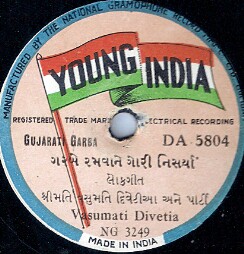 MANUFACTURED BY THE NATIONAL GRAMOPHONE RECORD
YOUNG INDIA
REGISTERED TRADE MARK ELECTRICAL RECORDING
GUJARATI GARBA DA 5804
ગરબે રમવાને ગોરી નિસર્યાં
લોકગીત
શ્રીમતિ વસુમતિ દિવેટીઆ અને પાર્ટી
Vasumati Divetia
NG 3249
MADE IN INDIA